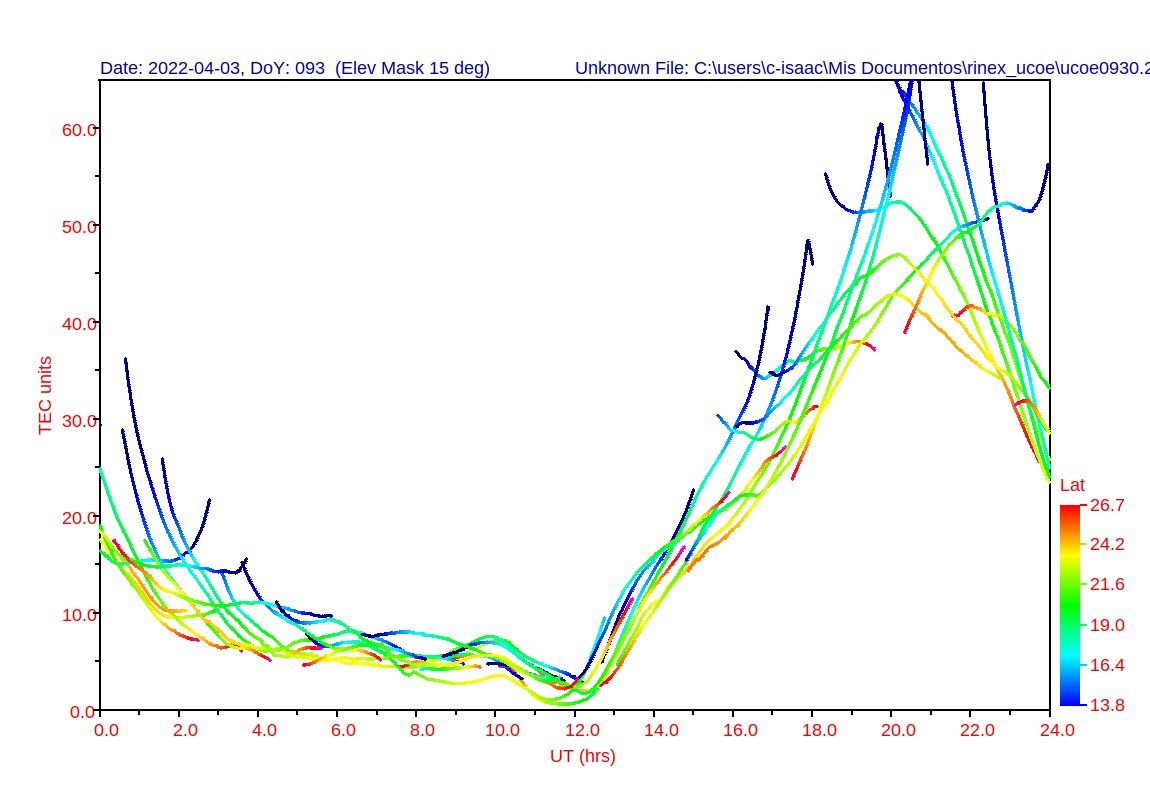 Date: 2022-04-03, DoY: 093  (Elev Mask 15 deg)
Unknown File: C:\users\c-isaac\Mis Documentos\rinex_ucoe\ucoe0930.2
60.0
50.0
40.0
30.0
20.0
10.0
0.0
TEC units
0.0 2.0 4.0 6.0 8.0 10.0 12.0 14.0 16.0 18.0 20.0 22.0 24.0
UT (hrs)
Lat
26.7
24.2
21.6
19.0
16.4
13.8